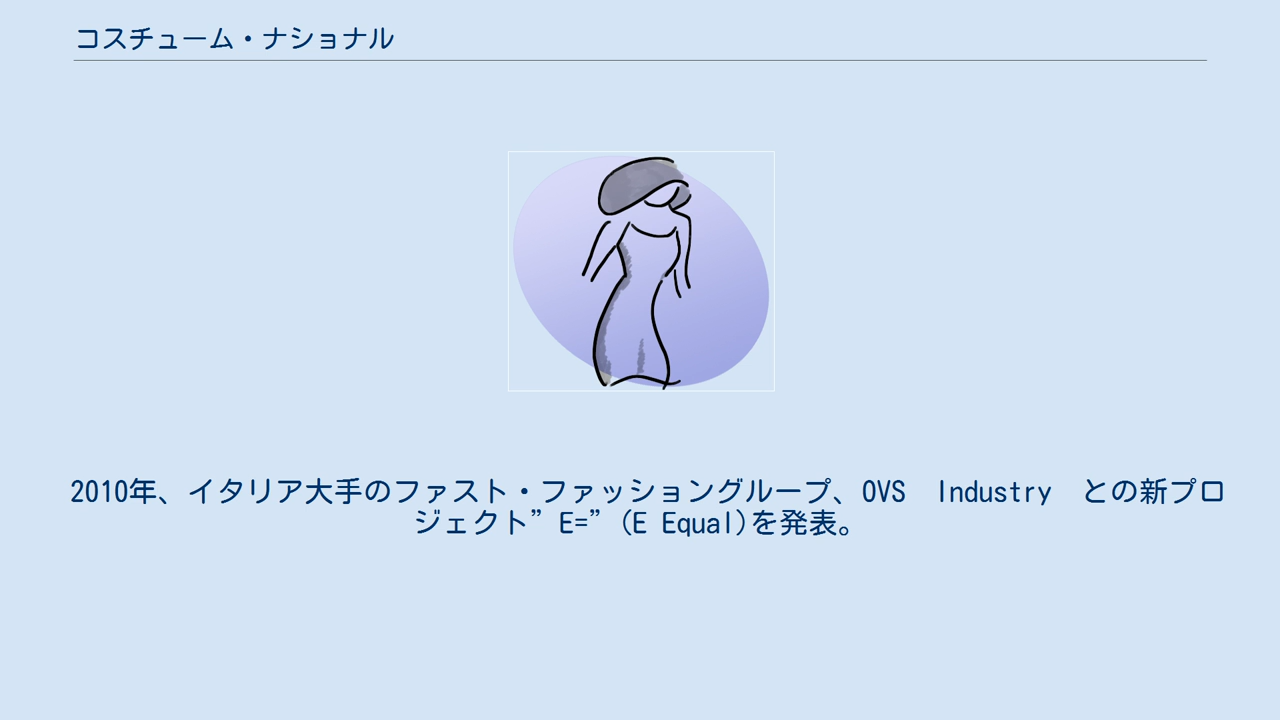 コスチューム・ナショナル
2010年、イタリア大手のファスト・ファッショングループ、OVS　Industry　との新プロ
ジェクト”E=”(E Equal)を発表。